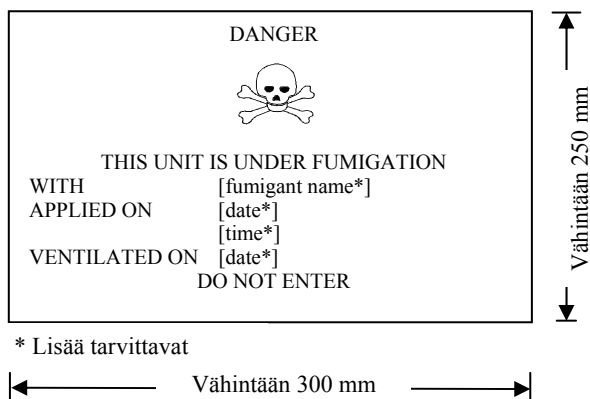 DANGER
THIS UNIT IS UNDER FUMIGATION
WITH [fumigant name*]
APPLIED ON [date*]
[time*]
VENTILATED ON [date*]
DO NOT ENTER
Vähintään 250 mm
* Lisää tarvittavat
Vähintään 300 mm